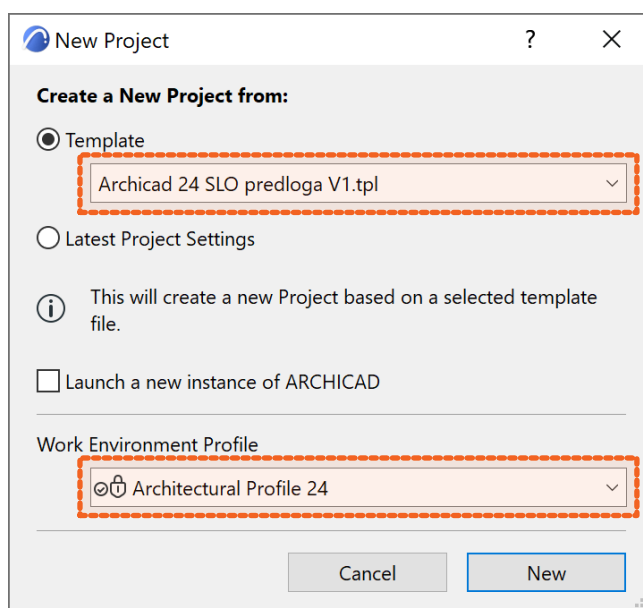 New Project
?
Create a New Project from:
Template
Archicad 24 SLO predloga V1.tpl
Latest Project Settings
This will create a new Project based on a selected template
file.
Launch a new instance of ARCHICAD
Work Environment Profile
Architectural Profile 24
Cancel New